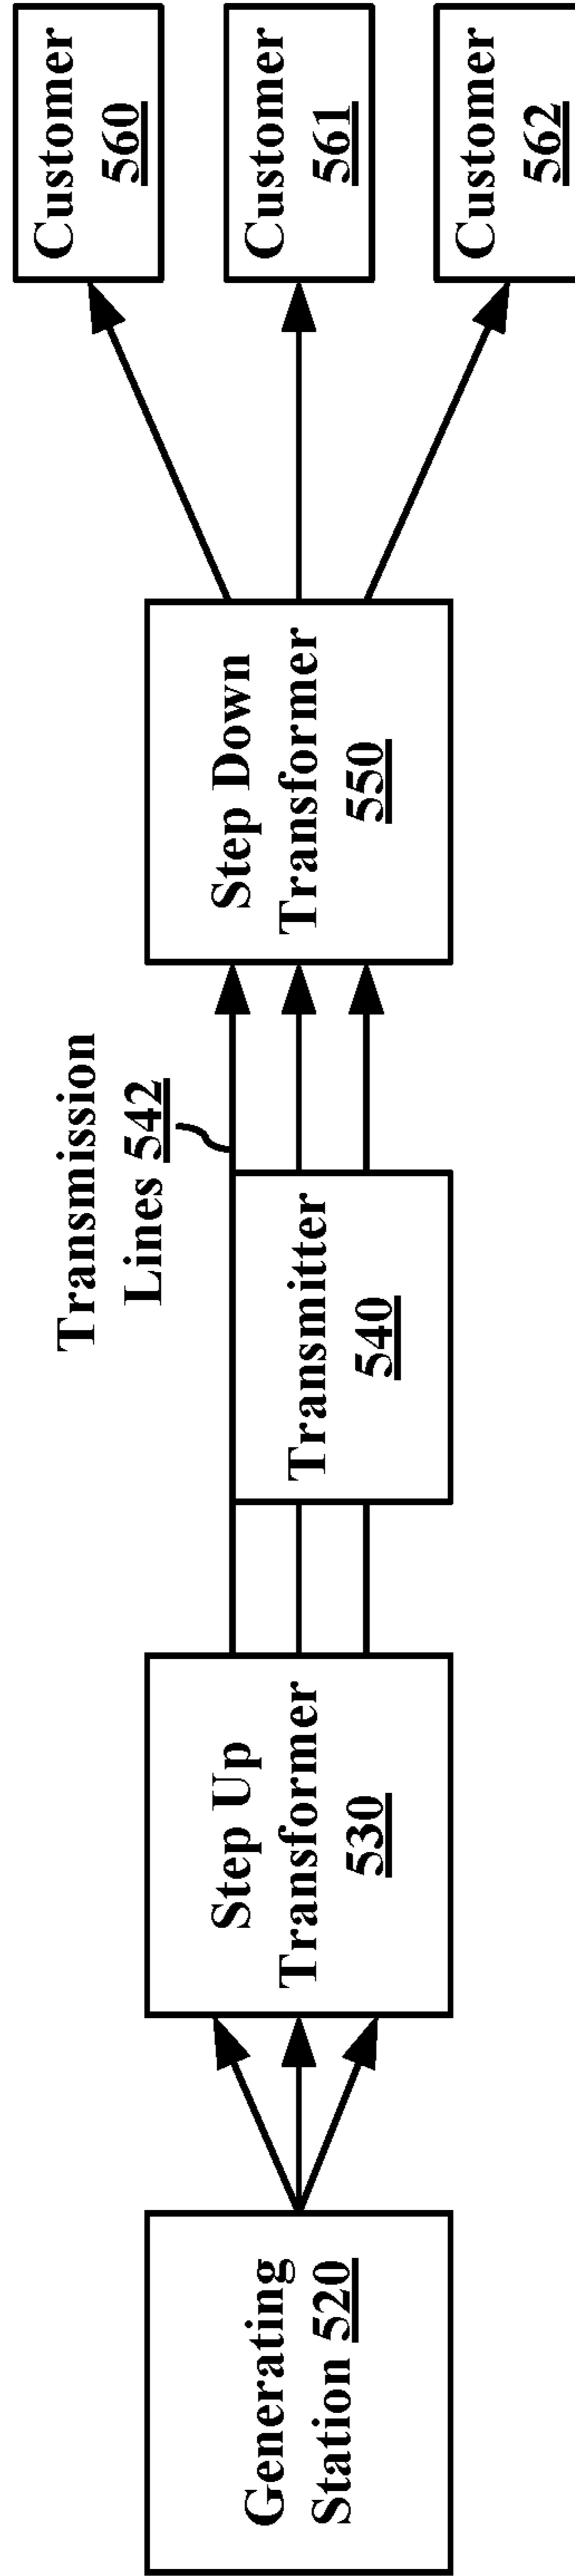 Generating
Station 520
Step Up
Transformer
530
Transmitter
540
Transmission
Lines 542
Step Down
Transformer
550
Customer
560
Customer
561
Customer
562